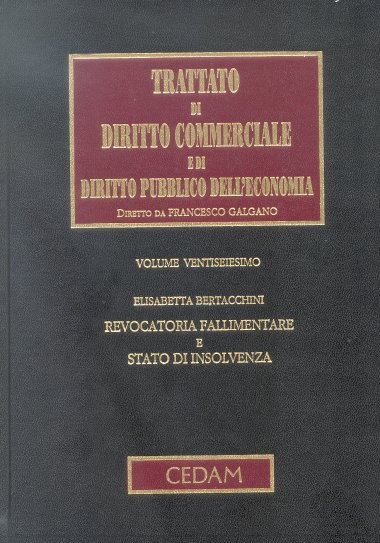 TRATTATO
DI
DIRITTO COMMERCIALE
E DI
DIRITTO PUBBLICO DELL'ECONOMIA
DIRETTO DA FRANCESCO GALGANO
VOLUME VENTISEIESIMO
ELISABETTA BERTACCHINI
REVOCATORIA FALLIMENTARE
E
STATO DI INSOLVENZA
CEDAM